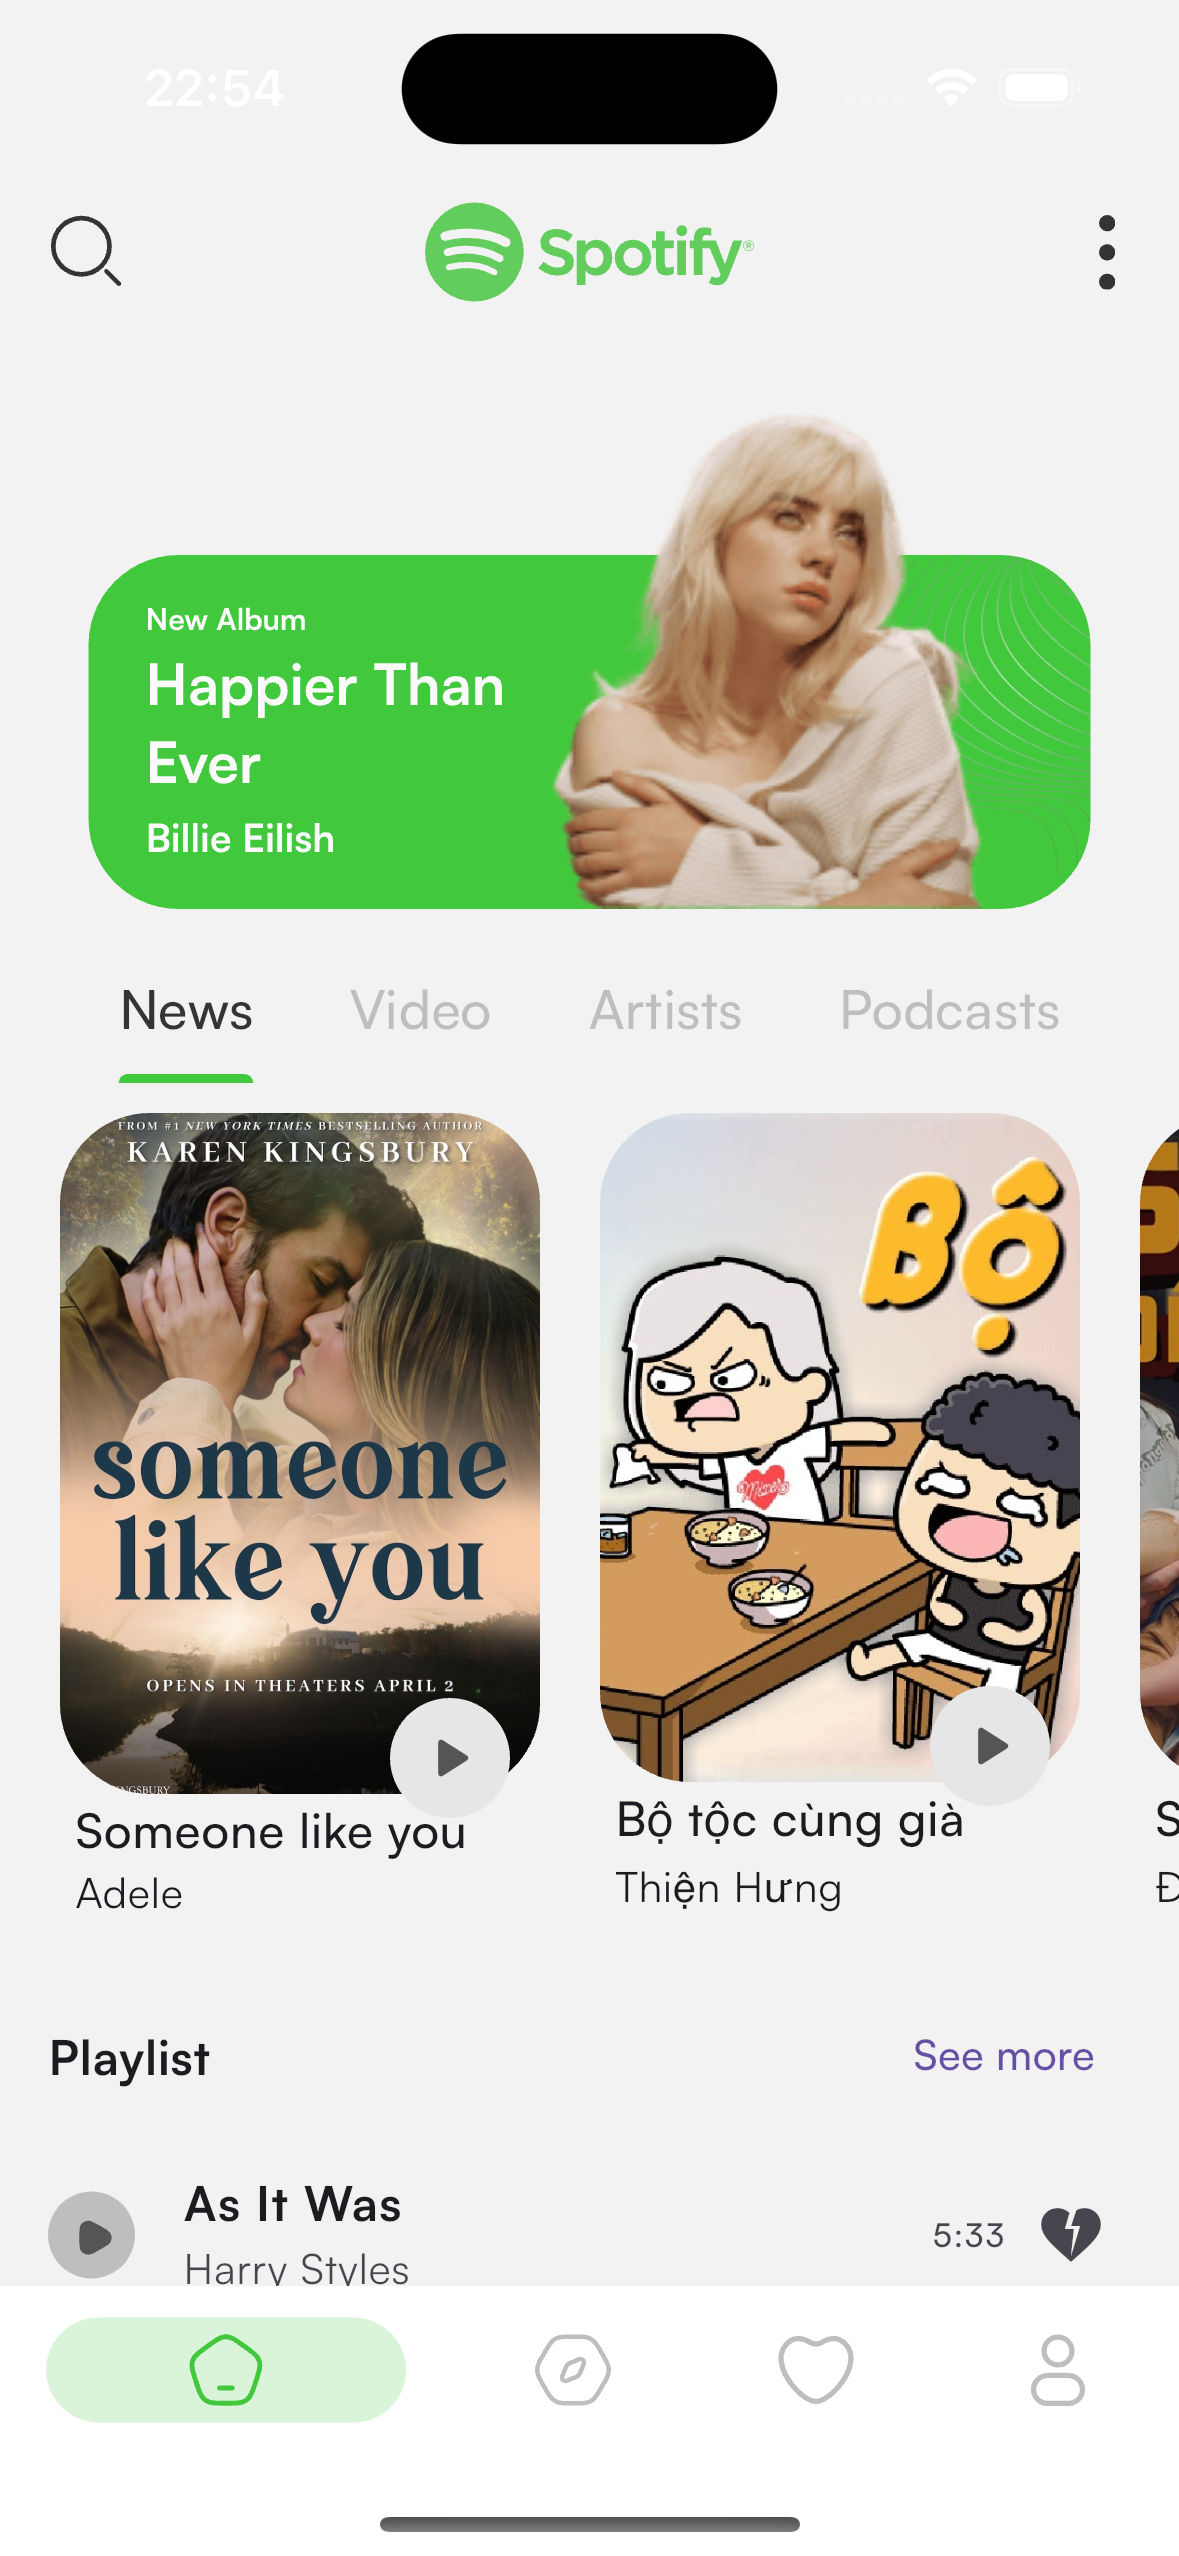 22:54
Spotify®
New Album
Happier Than
Ever
Billie Eilish
News Video Artists Podcasts
FROM #1 NEW YORK TIMES BESTSELLING AUTHOR
KAREN KINGSBURY
someone
like you
OPENS IN THEATERS APRIL 2
Someone like you
Adele
BỘ
Mixer
Bộ tộc cùng già
Thiện Hưng
S
Đ
Playlist
See more
As It Was
Harry Styles
5:33